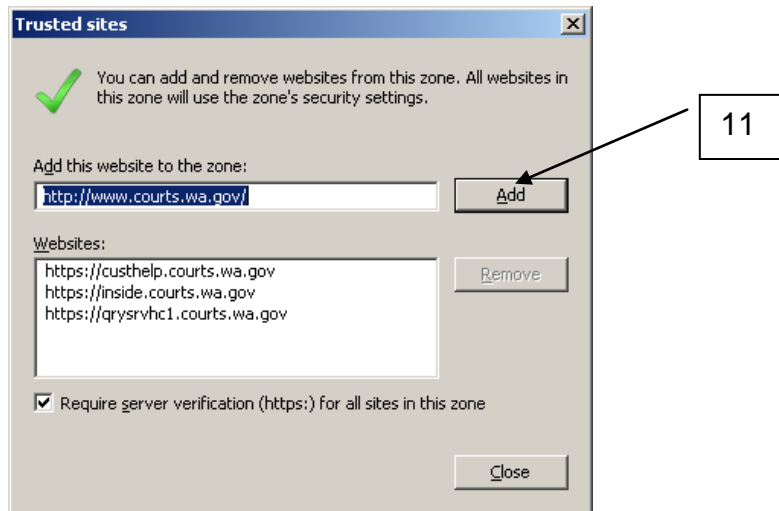 Trusted sites
You can add and remove websites from this zone. All websites in
this zone will use the zone's security settings.
11
Add this website to the zone:
http://www.courts.wa.gov/
Add
Websites:
https://custhelp.courts.wa.gov
https://inside.courts.wa.gov
https://qrysrvhc1.courts.wa.gov
Remove
Require server verification (https:) for all sites in this zone
Close